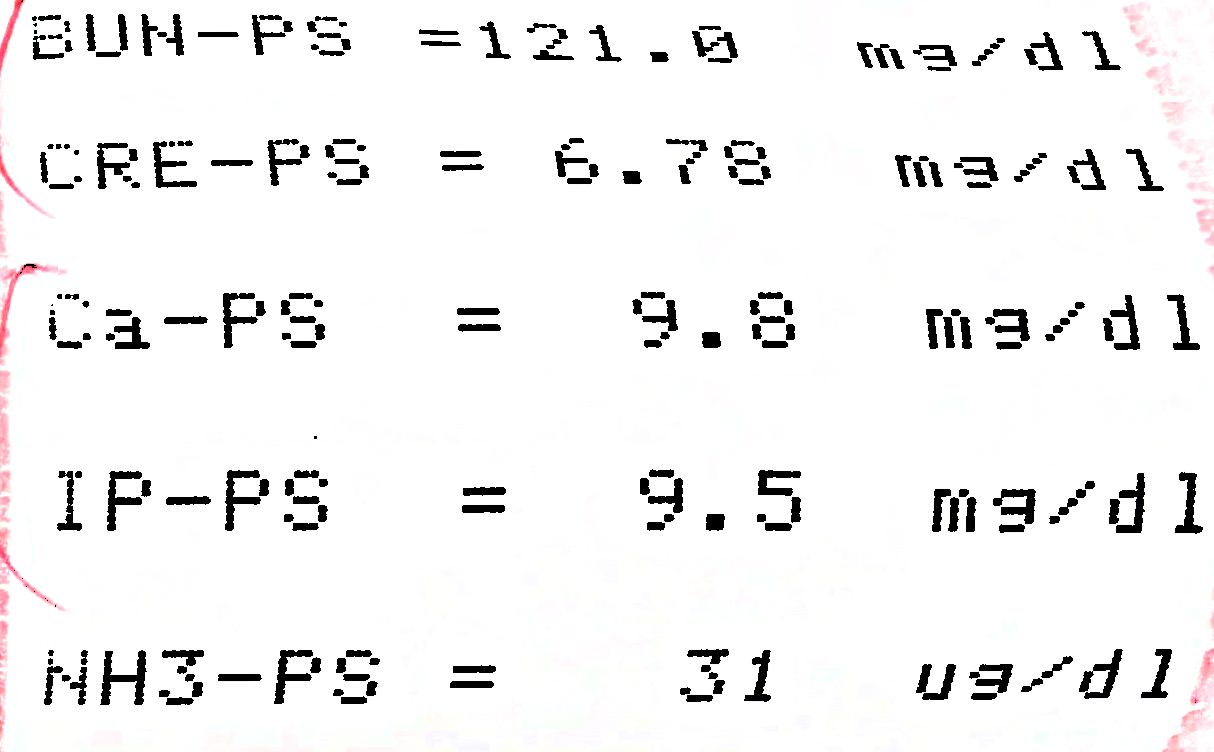 BUN-PS =121.0 mg/dl
CRE-PS = 6.78 mg/dl
Ca-PS = 9.8 mg/dl
IP-PS = 9.5 mg/dl
NH3-PS = 31 ug/dl